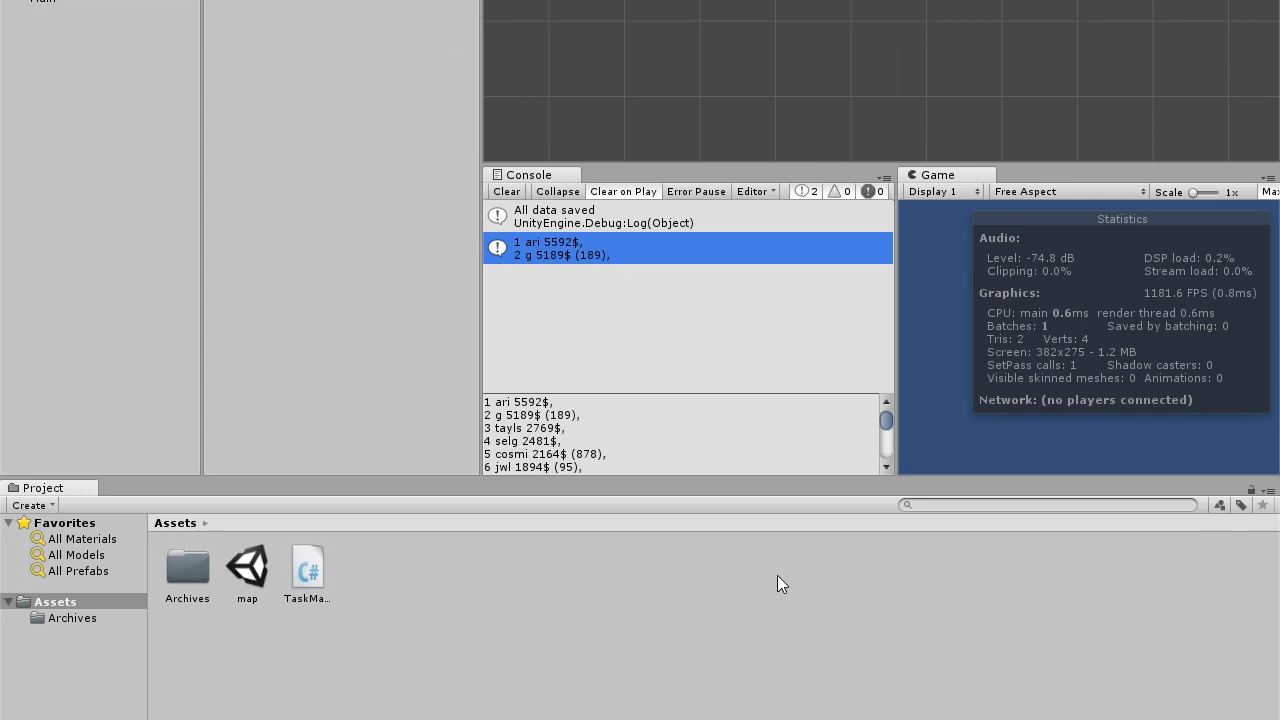 Console
Game
Clear Collapse Clear on Play Error Pause Editor 2 0 0
Display 1 Free Aspect Scale 1x
All data saved
UnityEngine.Debug:Log(Object)
1 ari 5592$,
2 g 5189$ (189),
Statistics
Audio:
Level: -74.8 dB DSP load: 0.2%
Clipping: 0.0% Stream load: 0.0%
Graphics: 1181.6 FPS (0.8ms)
CPU: main 0.6ms render thread 0.6ms
Batches: 1 Saved by batching: 0
Tris: 2 Verts: 4
Screen: 382x275 - 1.2 MB
SetPass calls: 1 Shadow casters: 0
Visible skinned meshes: 0 Animations: 0
Network: (no players connected)
1 ari 5592$,
2 g 5189$ (189),
3 tayls 2769$,
4 selg 2481$,
5 cosmi 2164$ (878),
6 jwl 1894$ (95),
Project
Create
Favorites
All Materials
All Models
All Prefabs
Assets
Archives
Assets
Archives map TaskMa...
C#